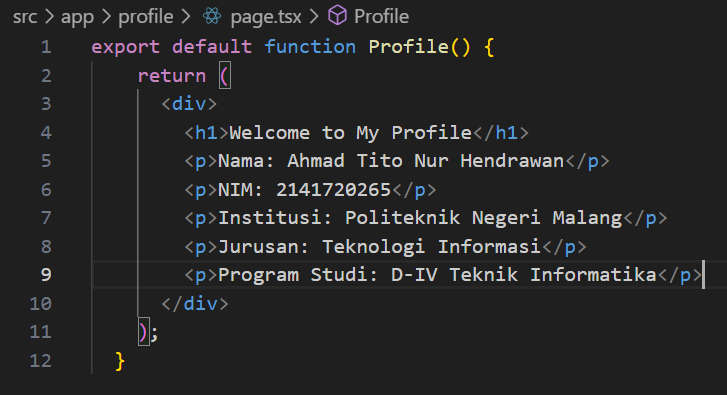 src > app > profile > page.tsx > Profile
1 export default function Profile() {
2 return (
3 <div>
4 <h1>Welcome to My Profile</h1>
5 <p>Nama: Ahmad Tito Nur Hendrawan</p>
6 <p>NIM: 2141720265</p>
7 <p>Institusi: Politeknik Negeri Malang</p>
8 <p>Jurusan: Teknologi Informasi</p>
9 <p>Program Studi: D-IV Teknik Informatika</p>
10 </div>
11 );
12 }